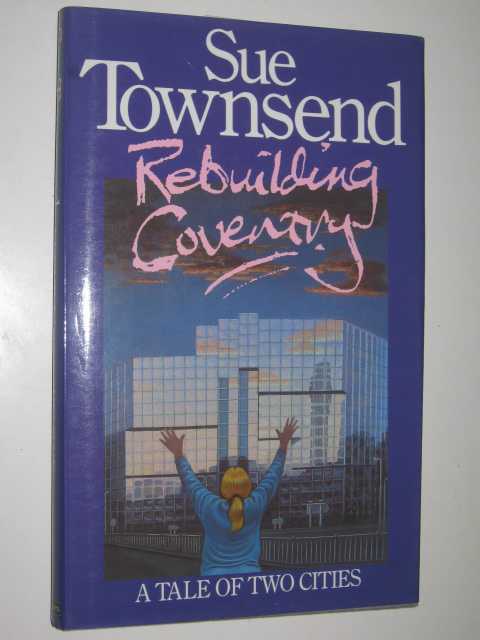 Sue
Townsend
Rebuilding
Coventry
A TALE OF TWO CITIES